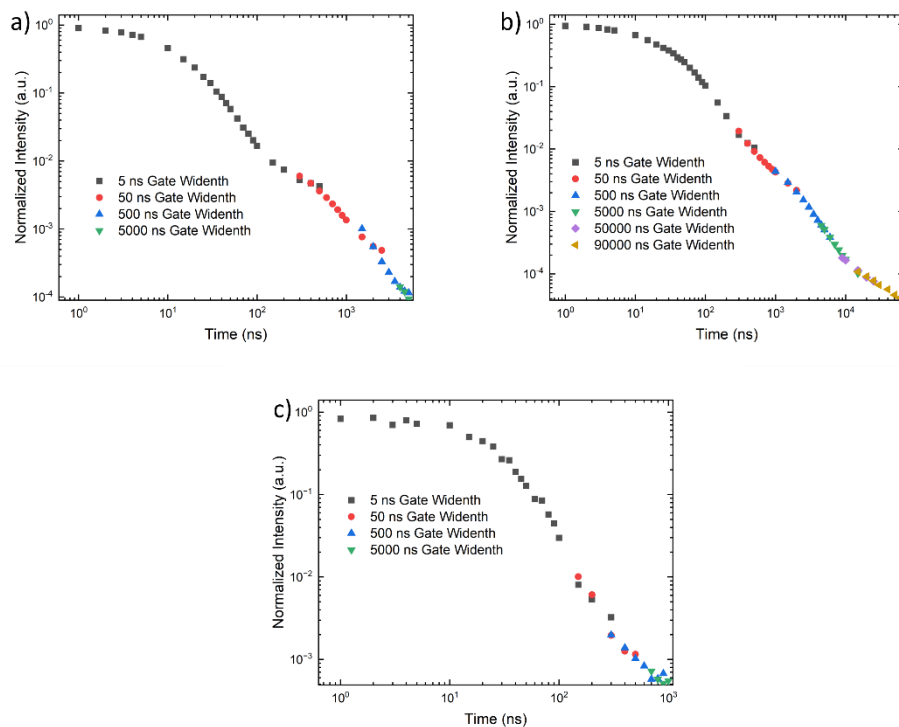 a)
Normalized Intensity (a.u.)
10⁰
10⁻¹
10⁻²
10⁻³
10⁻⁴
5 ns Gate Widenth
50 ns Gate Widenth
500 ns Gate Widenth
5000 ns Gate Widenth
10⁰ 10¹ 10² 10³
Time (ns)
b)
Normalized Intensity (a.u.)
10⁰
10⁻¹
10⁻²
10⁻³
10⁻⁴
5 ns Gate Widenth
50 ns Gate Widenth
500 ns Gate Widenth
5000 ns Gate Widenth
50000 ns Gate Widenth
90000 ns Gate Widenth
10⁰ 10¹ 10² 10³ 10⁴
Time (ns)
c)
Normalized Intensity (a.u.)
10⁰
10⁻¹
10⁻²
10⁻³
5 ns Gate Widenth
50 ns Gate Widenth
500 ns Gate Widenth
5000 ns Gate Widenth
10⁰ 10¹ 10² 10³
Time (ns)